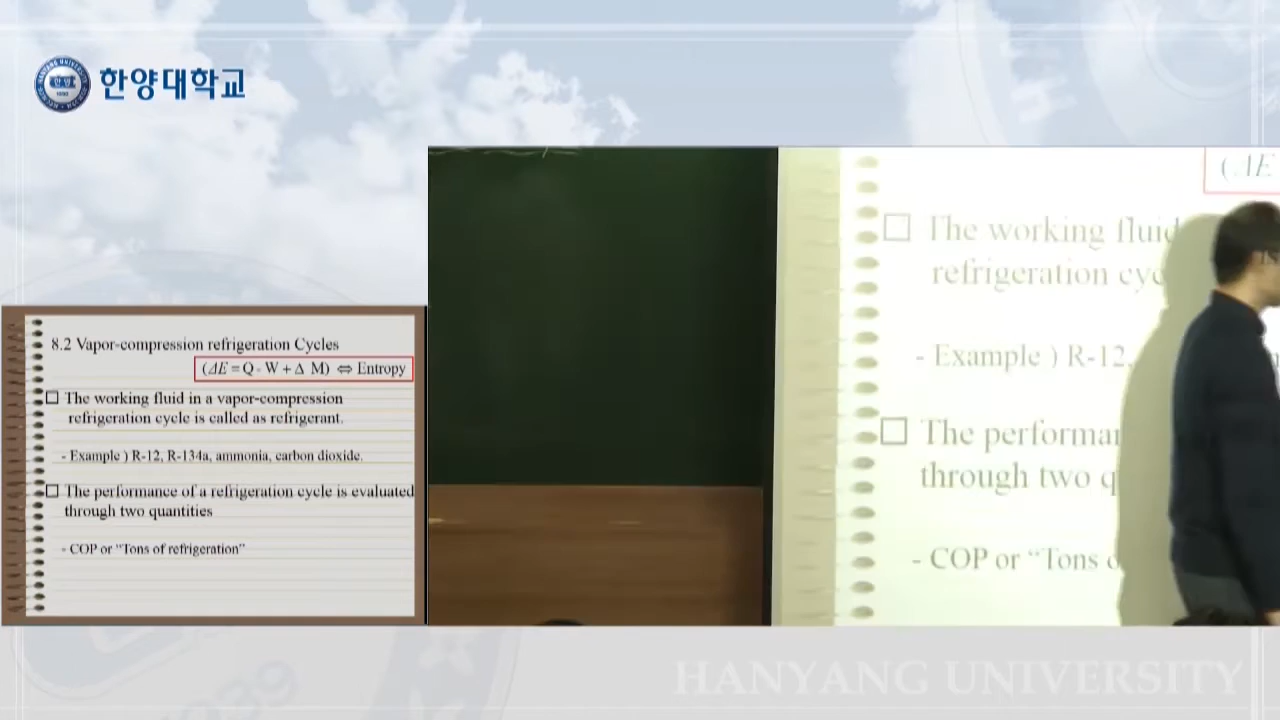 한양대학교
8.2 Vapor-compression refrigeration Cycles
(ΔE = Q - W + Δ M) ⇔ Entropy
☐ The working fluid in a vapor-compression
refrigeration cycle is called as refrigerant.
- Example ) R-12, R-134a, ammonia, carbon dioxide.
☐ The performance of a refrigeration cycle is evaluated
through two quantities
- COP or “Tons of refrigeration”
(ΔE
☐ The working fluid
refrigeration cyc
- Example ) R-12,
☐ The performan
through two q
- COP or “Tons o
HANYANG UNIVERSITY